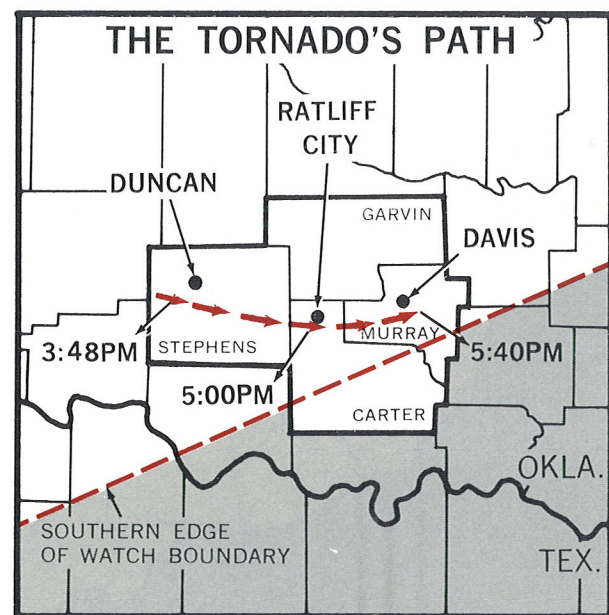 THE TORNADO'S PATH
RATLIFF
CITY
DUNCAN
GARVIN
DAVIS
3:48PM
STEPHENS
MURRAY
5:40PM
5:00PM
CARTER
OKLA.
SOUTHERN EDGE
OF WATCH BOUNDARY
TEX.